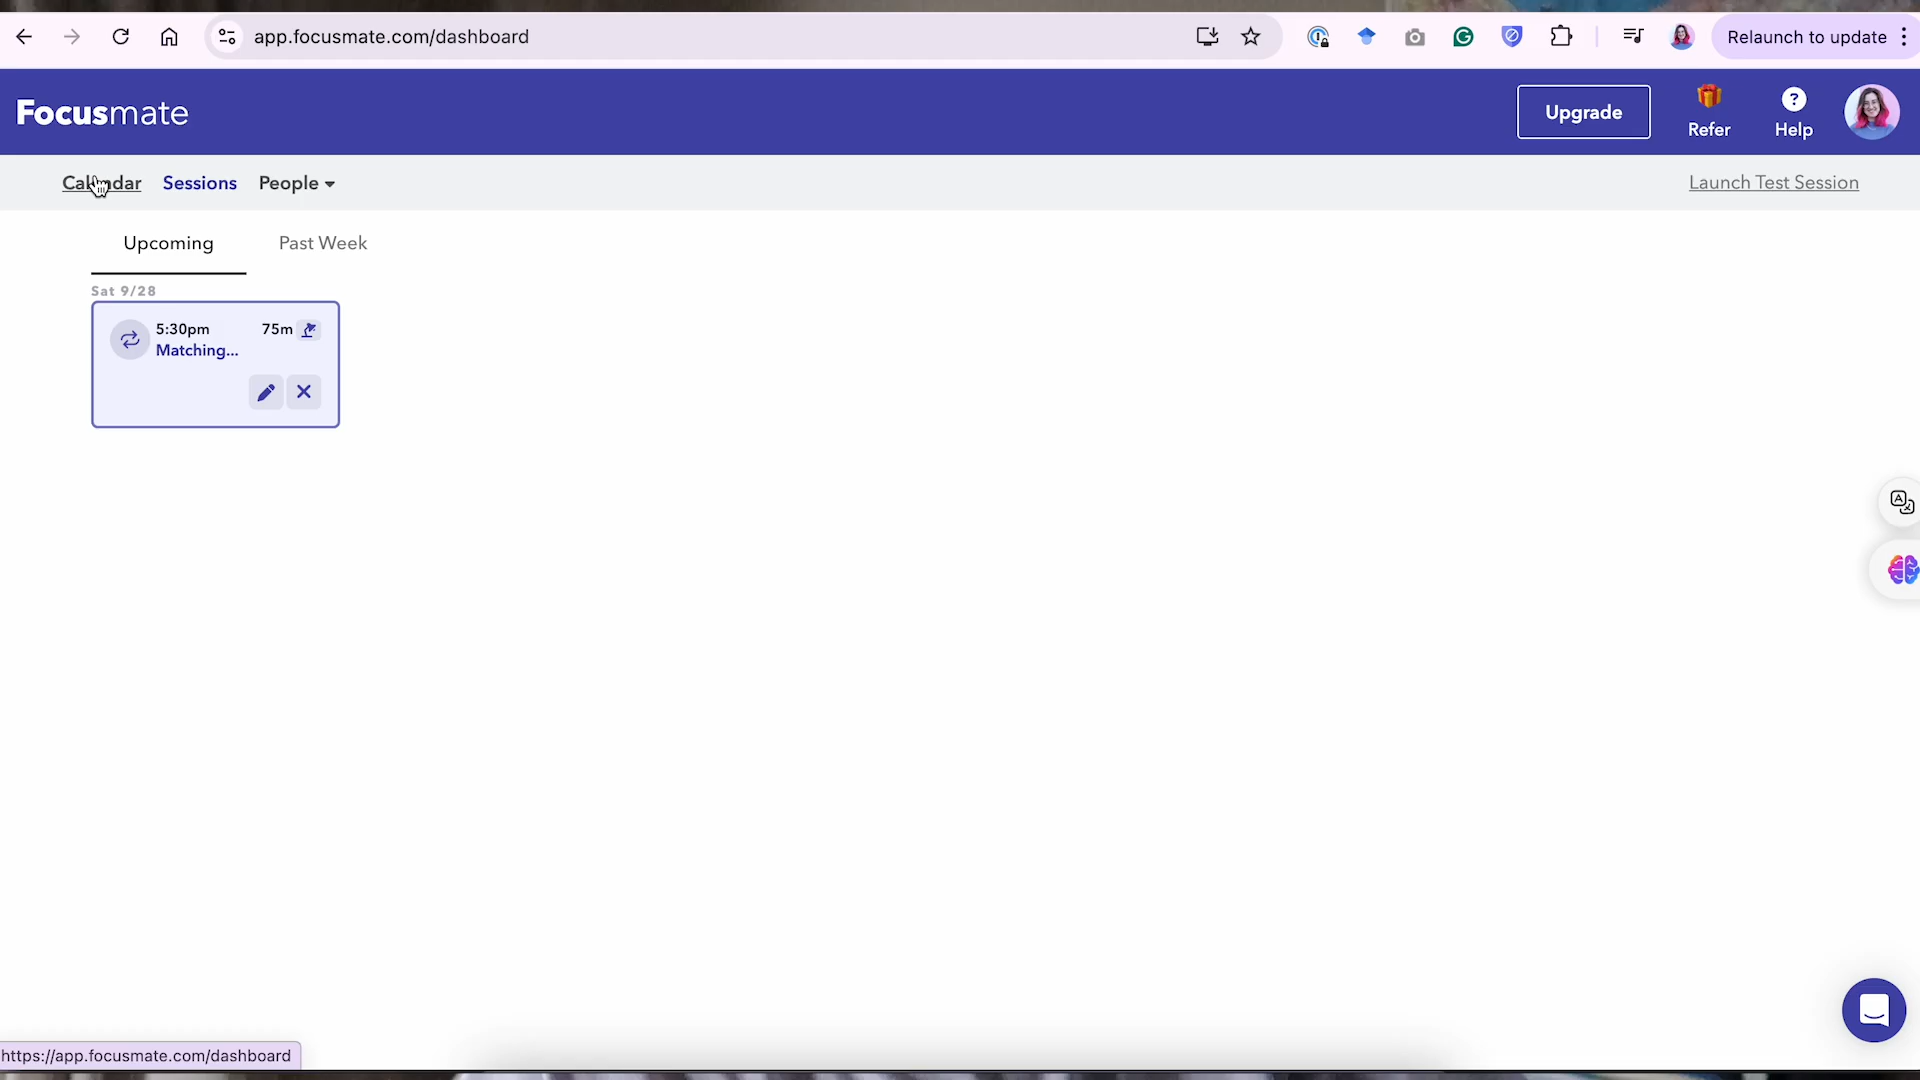 app.focusmate.com/dashboard
Relaunch to update
Focusmate
Upgrade
Refer
? Help
Calendar Sessions People
Launch Test Session
Upcoming Past Week
Sat 9/28
5:30pm 75m
Matching...
https://app.focusmate.com/dashboard